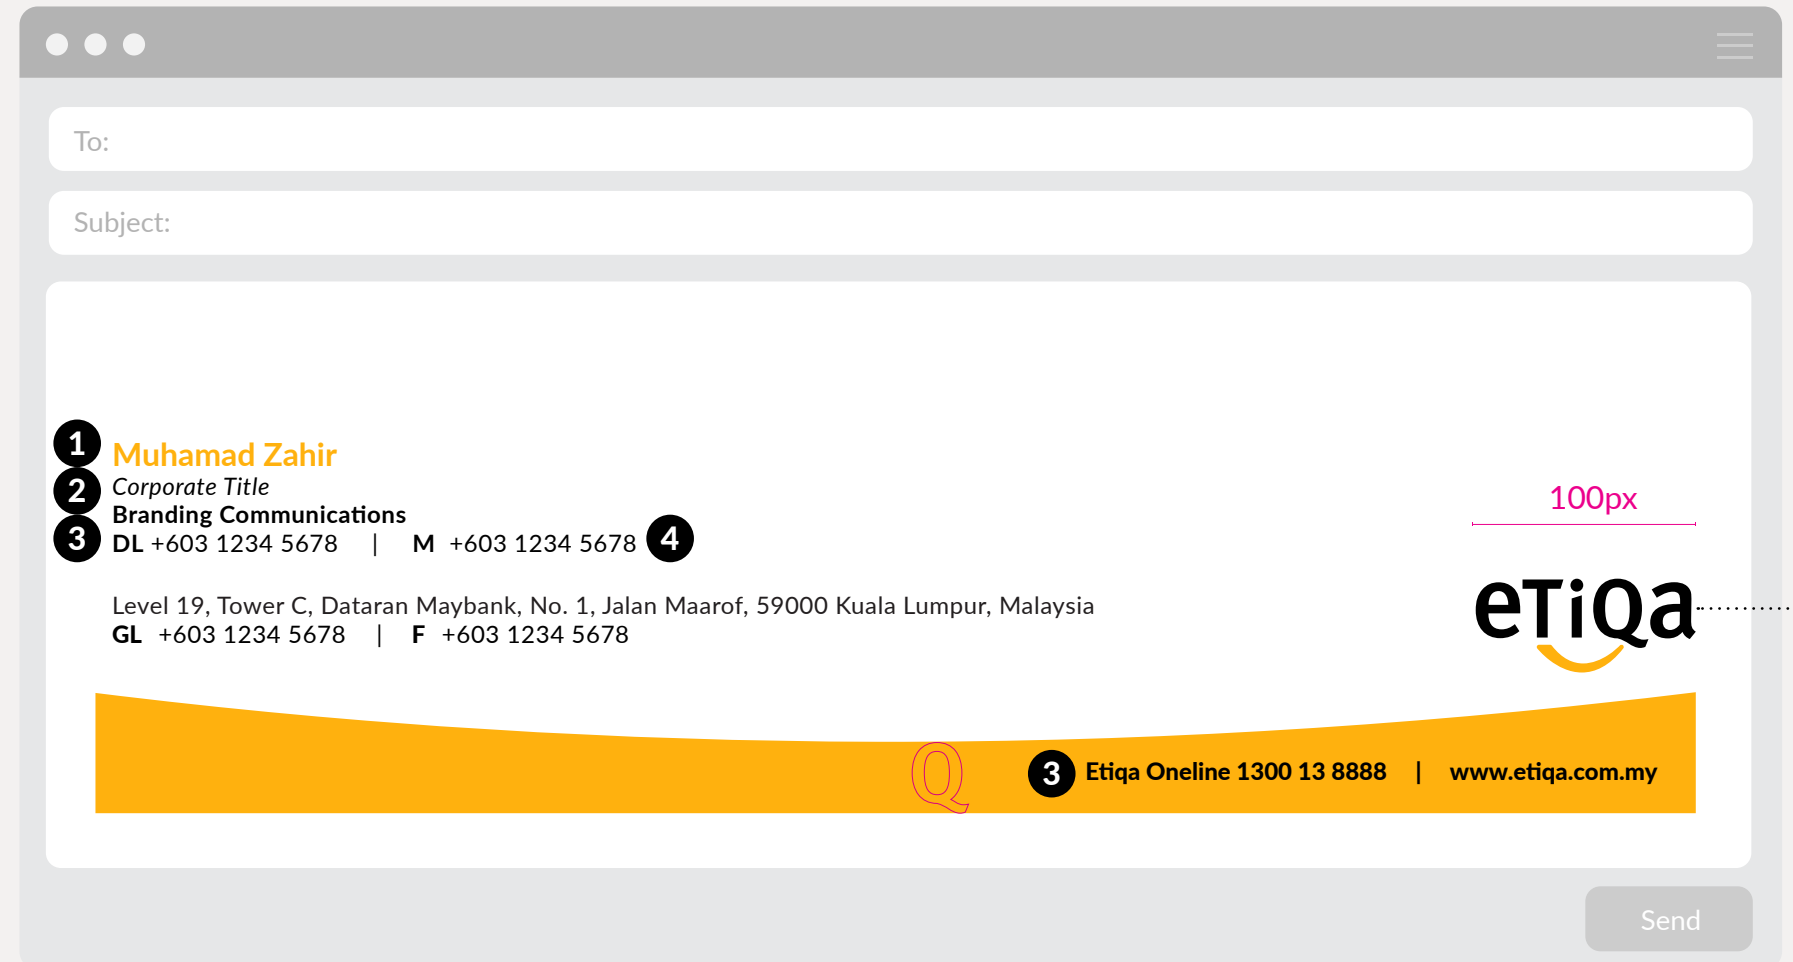 To:
Subject:
1 Muhamad Zahir
2 Corporate Title
Branding Communications
3 DL +603 1234 5678 | M +603 1234 5678 4
Level 19, Tower C, Dataran Maybank, No. 1, Jalan Maarof, 59000 Kuala Lumpur, Malaysia
GL +603 1234 5678 | F +603 1234 5678
100px
eTiQa
Q
3 Etiqa Oneline 1300 13 8888 | www.etiqa.com.my
Send